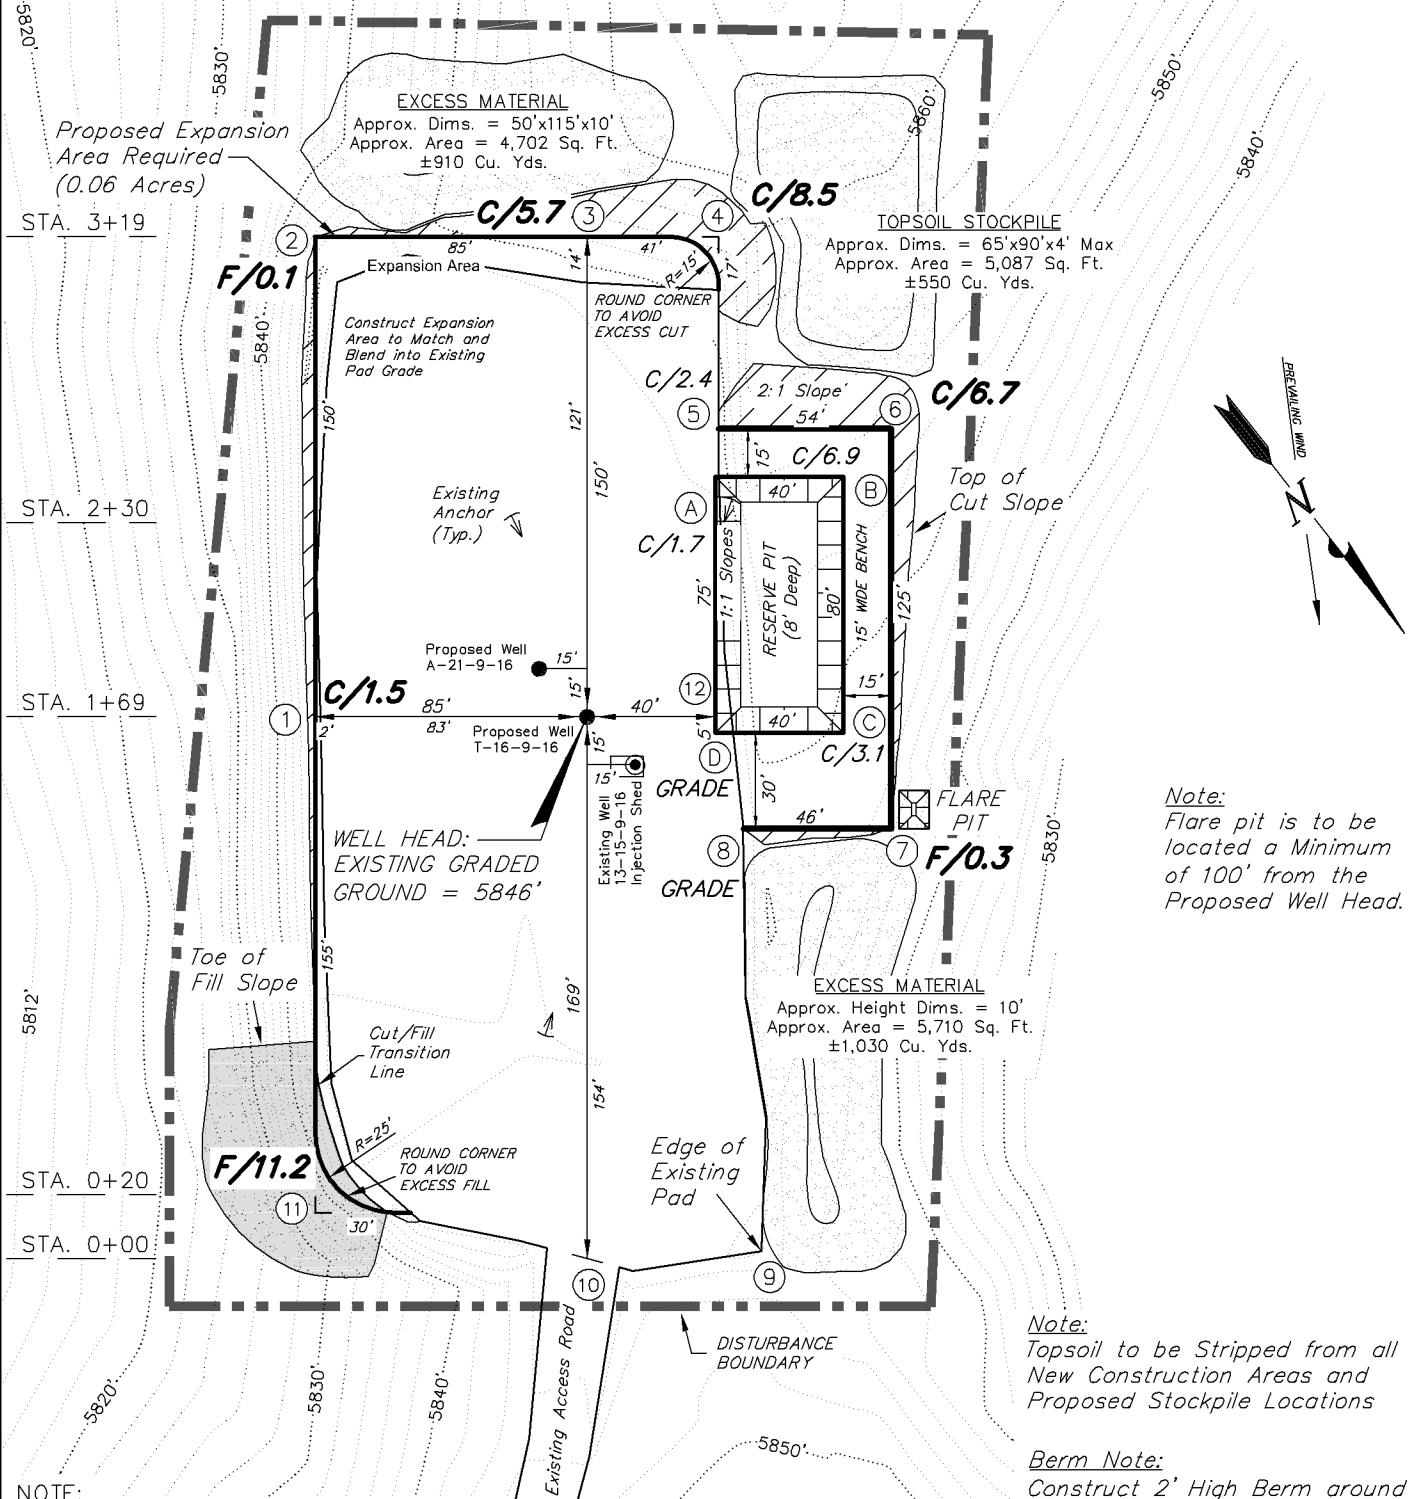 5820'
5830'
5850'
5860'
5840'
EXCESS MATERIAL
Approx. Dims. = 50'x115'x10'
Approx. Area = 4,702 Sq. Ft.
±910 Cu. Yds.
Proposed Expansion
Area Required
(0.06 Acres)
C/5.7
3
4
C/8.5
TOPSOIL STOCKPILE
Approx. Dims. = 65'x90'x4' Max
Approx. Area = 5,087 Sq. Ft.
±550 Cu. Yds.
STA. 3+19
2
F/0.1
85'
41'
14'
Expansion Area
R=15'
17'
ROUND CORNER
TO AVOID
EXCESS CUT
5840'
Construct Expansion
Area to Match and
Blend into Existing
Pad Grade
C/2.4
5
2:1 Slope'
54'
6
C/6.7
PREVAILING WIND
N
150'
121'
150'
15'
C/6.9
B
40'
Top of
Cut Slope
STA. 2+30
Existing
Anchor
(Typ.)
A
C/1.7
1:1 Slopes
75'
RESERVE PIT
(8' Deep)
80'
15' WIDE BENCH
125'
Proposed Well
A-21-9-16
15'
15'
12
15'
STA. 1+69
1
C/1.5
2'
85'
83'
40'
Proposed Well
T-16-9-16
15'
15'
5'
40'
C
D
C/3.1
GRADE
30'
Existing Well
13-15-9-16
Injection Shed
WELL HEAD:
EXISTING GRADED
GROUND = 5846'
46'
FLARE
PIT
8
7
F/0.3
GRADE
5830'
Note:
Flare pit is to be
located a Minimum
of 100' from the
Proposed Well Head.
Toe of
Fill Slope
5812'
155'
169'
EXCESS MATERIAL
Approx. Height Dims. = 10'
Approx. Area = 5,710 Sq. Ft.
±1,030 Cu. Yds.
Cut/Fill
Transition
Line
154'
R=25'
F/11.2
ROUND CORNER
TO AVOID
EXCESS FILL
Edge of
Existing
Pad
STA. 0+20
11
30'
STA. 0+00
10
9
DISTURBANCE
BOUNDARY
Existing Access Road
5820'
5830'
5840'
5850'
Note:
Topsoil to be Stripped from all
New Construction Areas and
Proposed Stockpile Locations
Berm Note:
Construct 2' High Berm around
NOTE: